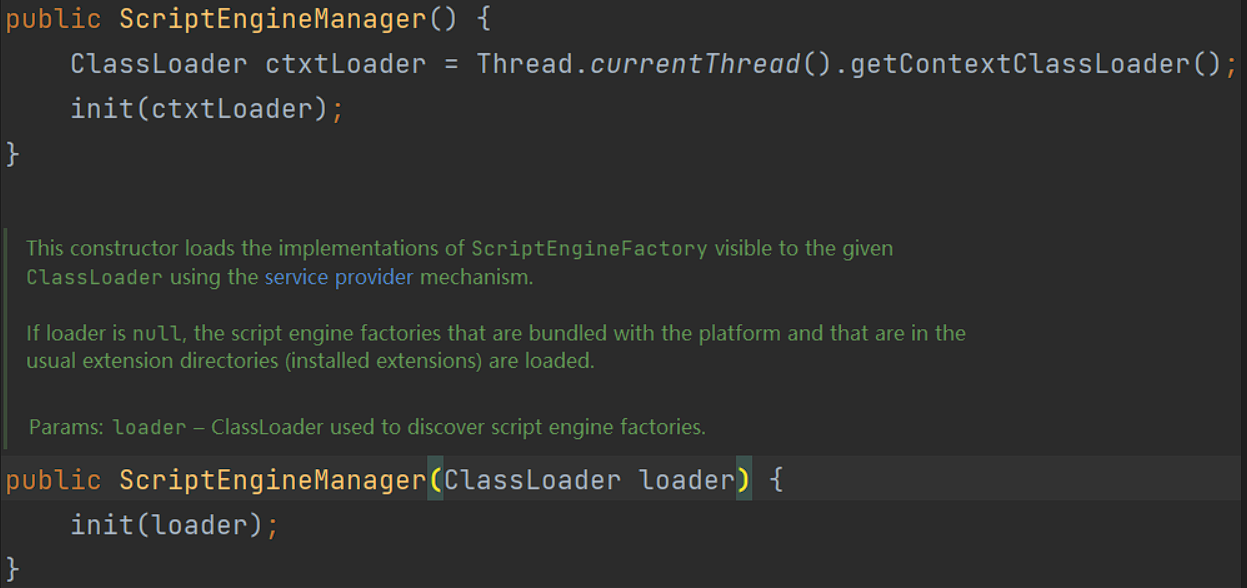 public ScriptEngineManager() {
    ClassLoader ctxtLoader = Thread.currentThread().getContextClassLoader();
    init(ctxtLoader);
}
This constructor loads the implementations of ScriptEngineFactory visible to the given
ClassLoader using the service provider mechanism.
If loader is null, the script engine factories that are bundled with the platform and that are in the
usual extension directories (installed extensions) are loaded.
Params: loader – ClassLoader used to discover script engine factories.
public ScriptEngineManager(ClassLoader loader) {
    init(loader);
}